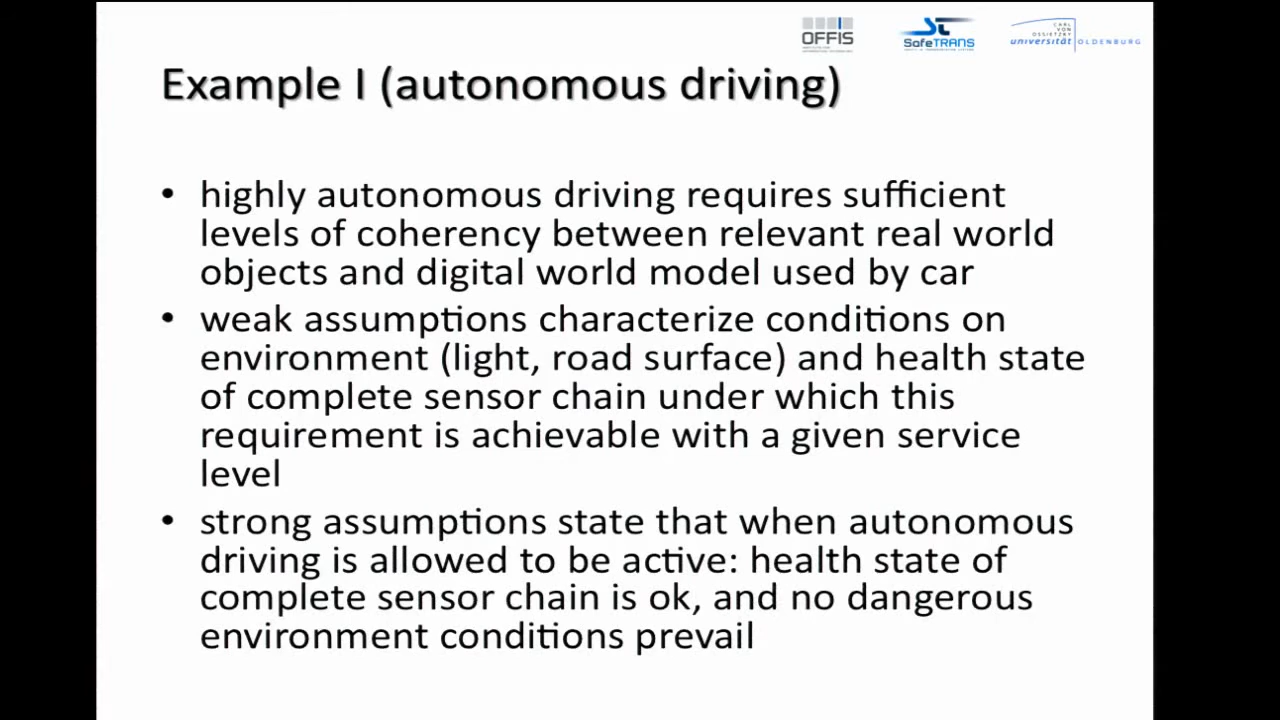 OFFIS
SafeTRANS
CARL
VON
OSSIETZKY
universität OLDENBURG
Example I (autonomous driving)
• highly autonomous driving requires sufficient
levels of coherency between relevant real world
objects and digital world model used by car
• weak assumptions characterize conditions on
environment (light, road surface) and health state
of complete sensor chain under which this
requirement is achievable with a given service
level
• strong assumptions state that when autonomous
driving is allowed to be active: health state of
complete sensor chain is ok, and no dangerous
environment conditions prevail